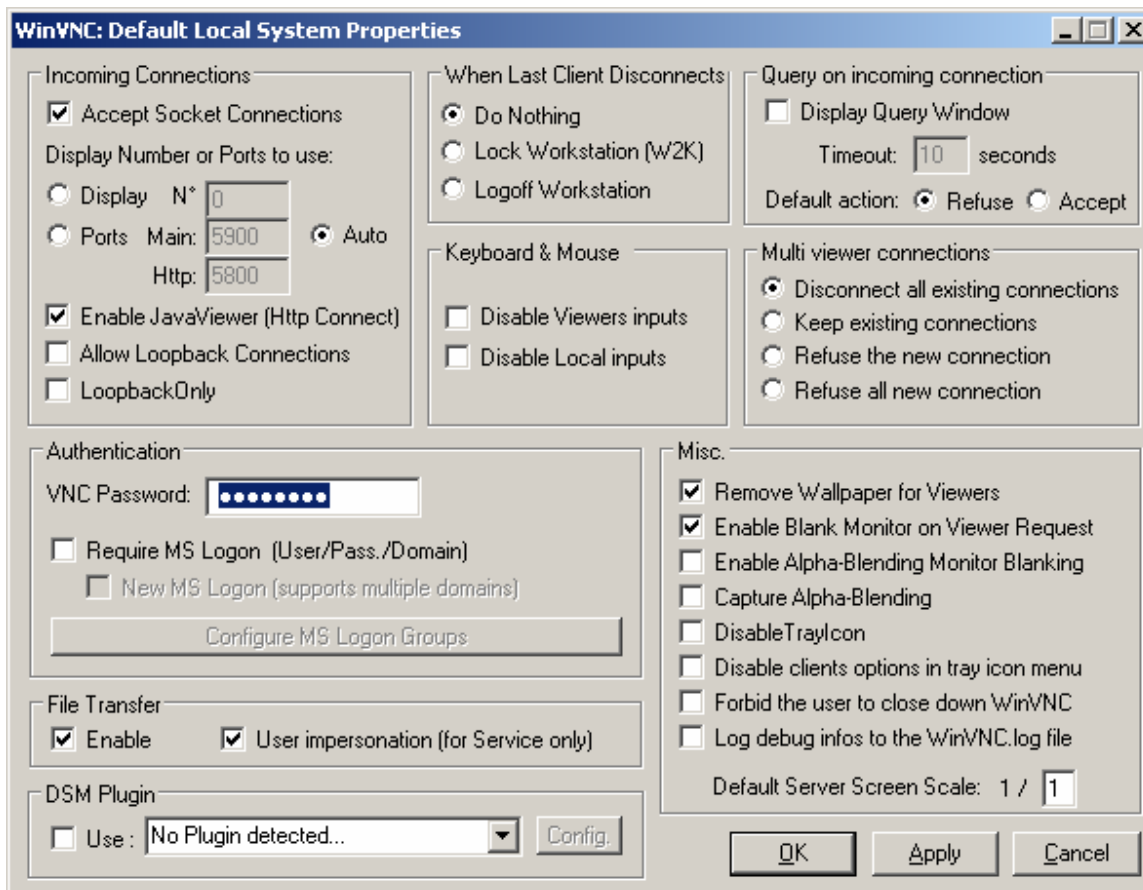 WinVNC: Default Local System Properties
Incoming Connections
Accept Socket Connections
Display Number or Ports to use:
Display N° 0
Ports Main: 5900 Auto
Http: 5800
Enable JavaViewer (Http Connect)
Allow Loopback Connections
LoopbackOnly
When Last Client Disconnects
Do Nothing
Lock Workstation (W2K)
Logoff Workstation
Query on incoming connection
Display Query Window
Timeout: 10 seconds
Default action: Refuse Accept
Keyboard & Mouse
Disable Viewers inputs
Disable Local inputs
Multi viewer connections
Disconnect all existing connections
Keep existing connections
Refuse the new connection
Refuse all new connection
Authentication
VNC Password: ●●●●●●●●
Require MS Logon (User/Pass./Domain)
New MS Logon (supports multiple domains)
Configure MS Logon Groups
File Transfer
Enable User impersonation (for Service only)
DSM Plugin
Use : No Plugin detected... Config.
Misc.
Remove Wallpaper for Viewers
Enable Blank Monitor on Viewer Request
Enable Alpha-Blending Monitor Blanking
Capture Alpha-Blending
DisableTrayIcon
Disable clients options in tray icon menu
Forbid the user to close down WinVNC
Log debug infos to the WinVNC.log file
Default Server Screen Scale: 1 / 1
OK Apply Cancel